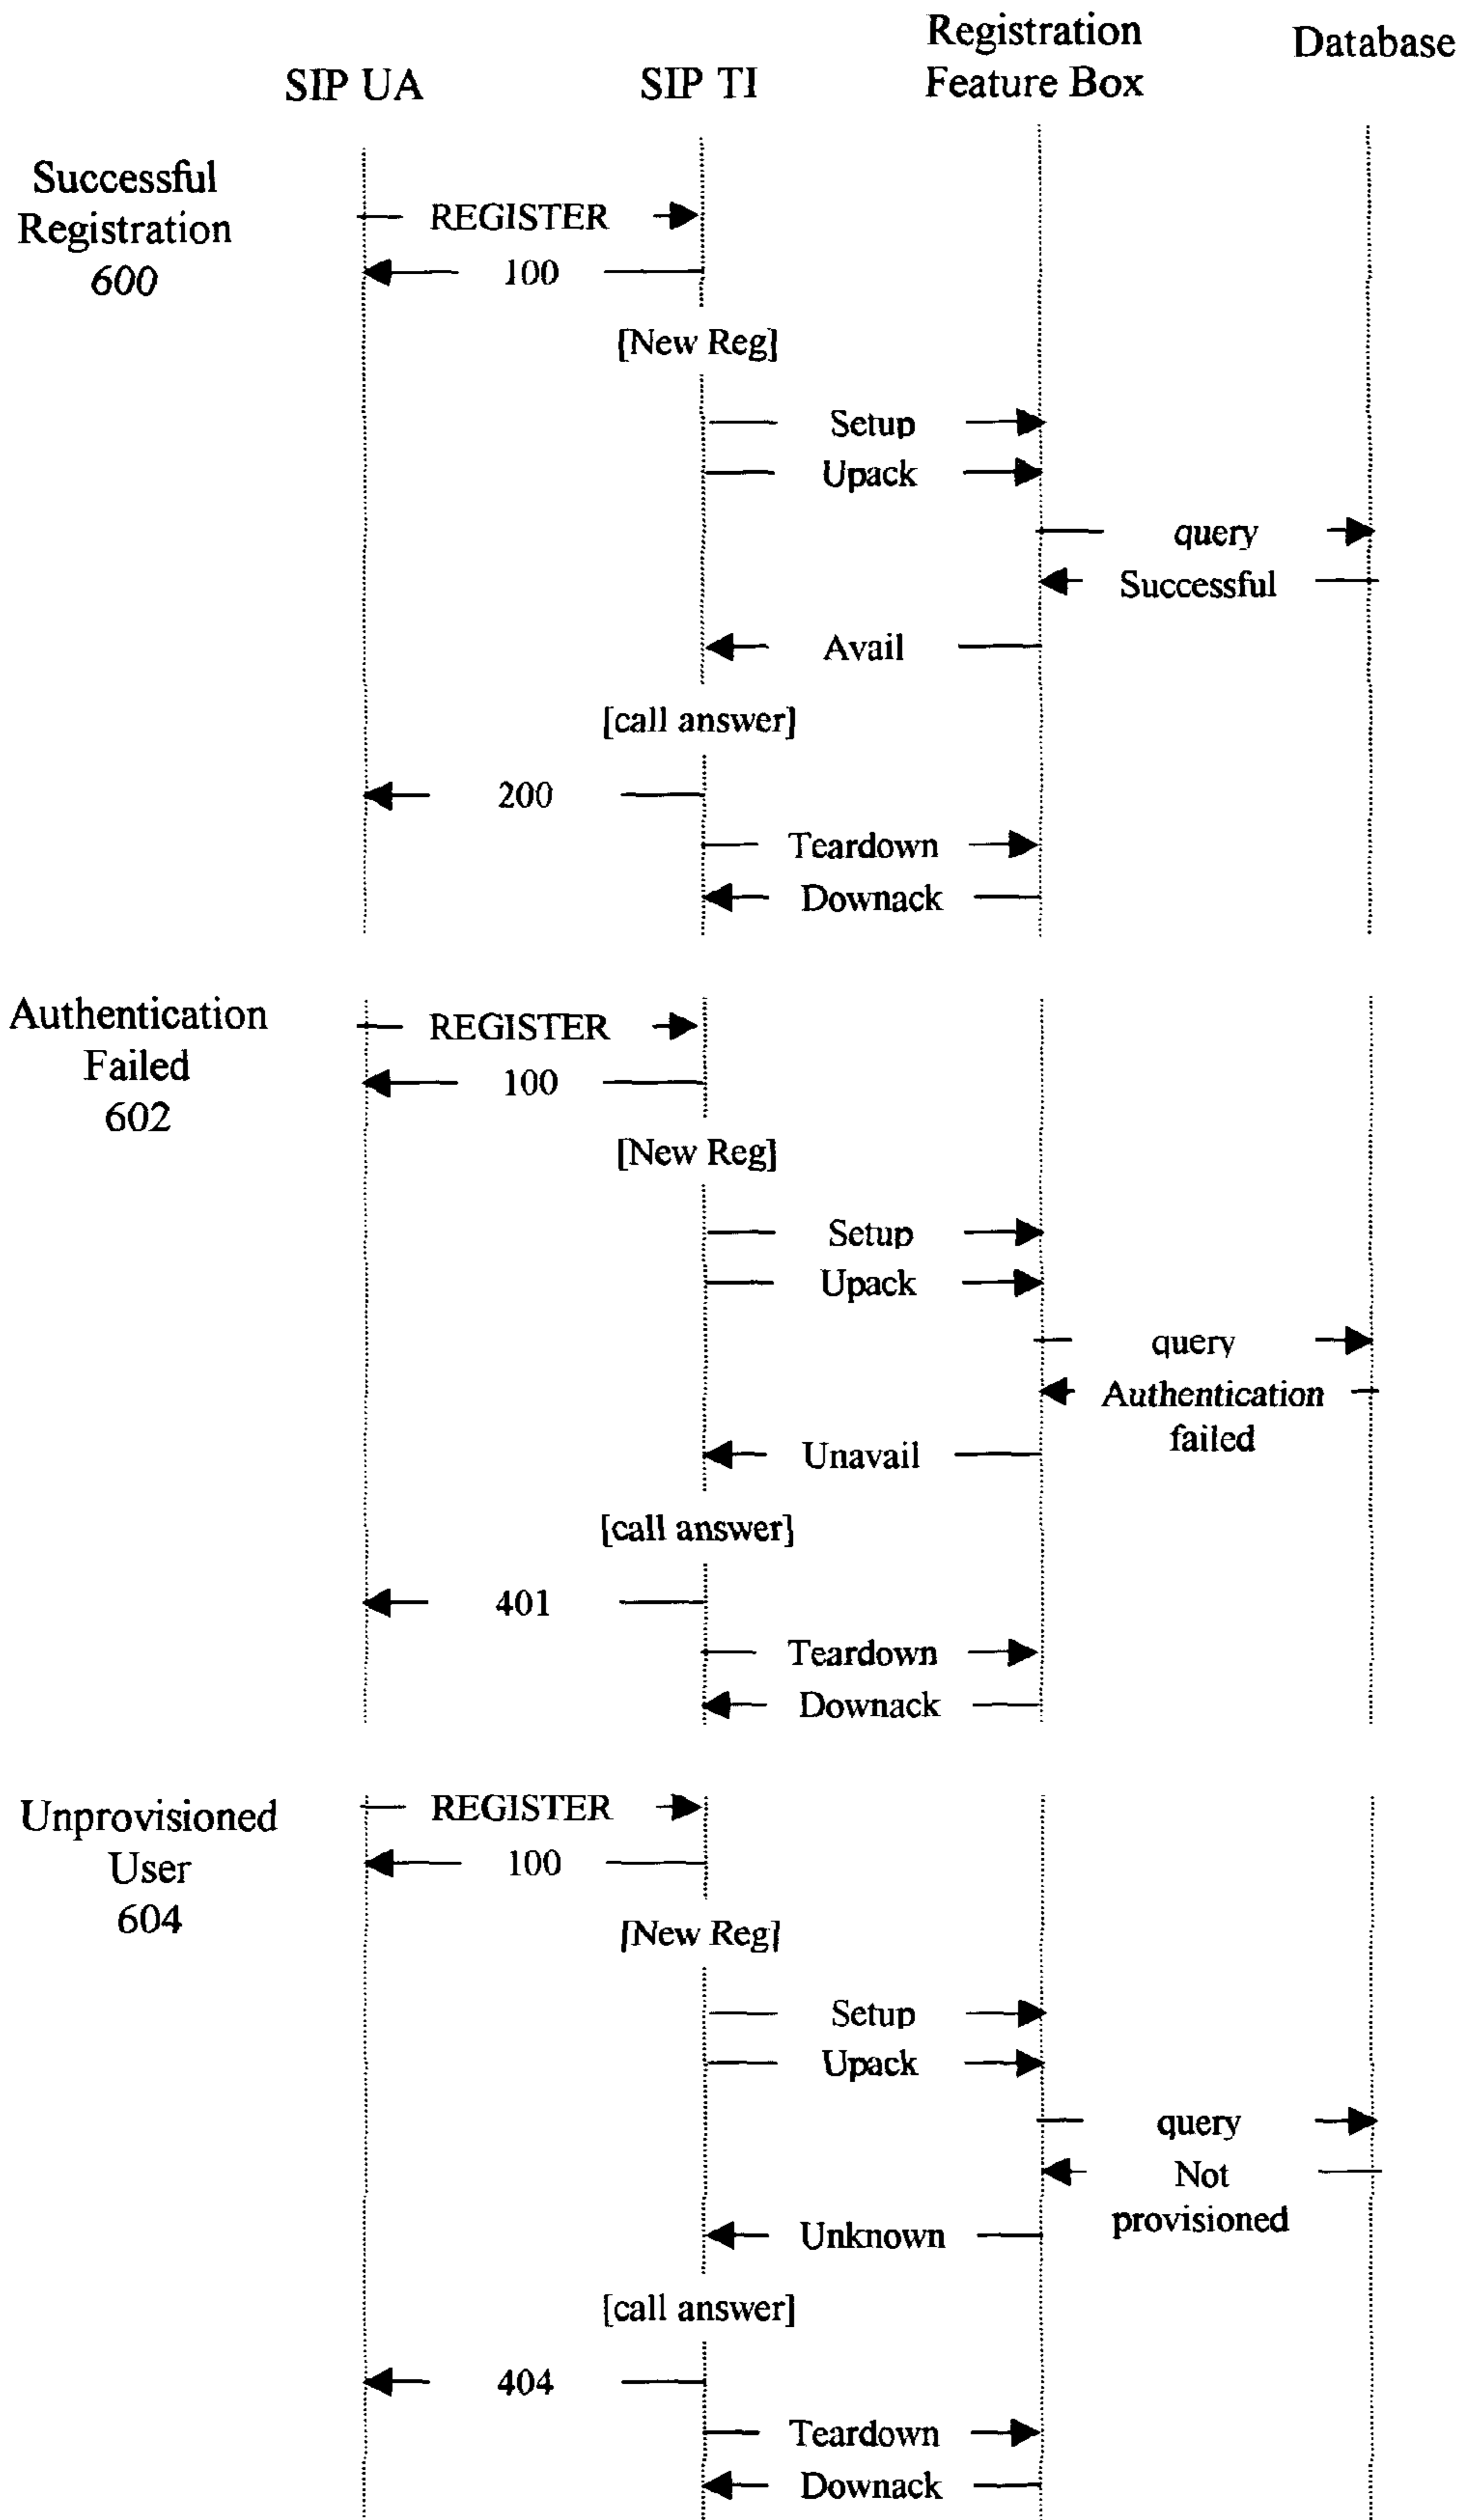 Registration
Feature Box
Database
SIP UA
SIP TI
Successful
Registration
600
REGISTER
100
[New Reg]
Setup
Upack
query
Successful
Avail
[call answer]
200
Teardown
Downack
Authentication
Failed
602
REGISTER
100
[New Reg]
Setup
Upack
query
Authentication
failed
Unavail
[call answer]
401
Teardown
Downack
Unprovisioned
User
604
REGISTER
100
[New Reg]
Setup
Upack
query
Not
provisioned
Unknown
[call answer]
404
Teardown
Downack